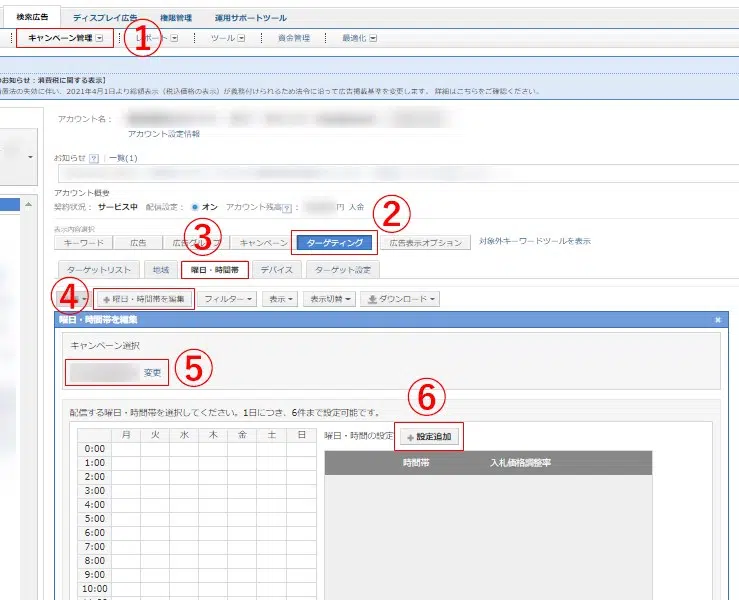 検索広告 ディスプレイ広告 権限管理 運用サポートツール
キャンペーン管理 ① ポート ツール 資金管理 最適化
お知らせ：消費税に関する表示】
置法の失効に伴い、2021年4月1日より総額表示（税込価格の表示）が義務付けられるため法令に沿って広告掲載基準を変更します。 詳細はこちらをご確認ください。
アカウント名：
アカウント設定情報
お知らせ ? | 一覧(1)
アカウント概要
契約状況： サービス中 配信設定： オン アカウント残高 ? ： 円 入金
②
表示内容選択 ③
キーワード 広告 広告グループ キャンペーン ターゲティング 広告表示オプション 対象外キーワードツールを表示
ターゲットリスト 地域 曜日・時間帯 デバイス ターゲット設定
④ +曜日・時間帯を編集 フィルター 表示 表示切替 ダウンロード
曜日・時間帯を編集 ×
キャンペーン選択
変更 ⑤
⑥
配信する曜日・時間帯を選択してください。1日につき、6件まで設定可能です。
月 火 水 木 金 土 日 曜日・時間の設定 +設定追加
0:00
1:00 時間帯 入札価格調整率
2:00
3:00
4:00
5:00
6:00
7:00
8:00
9:00
10:00